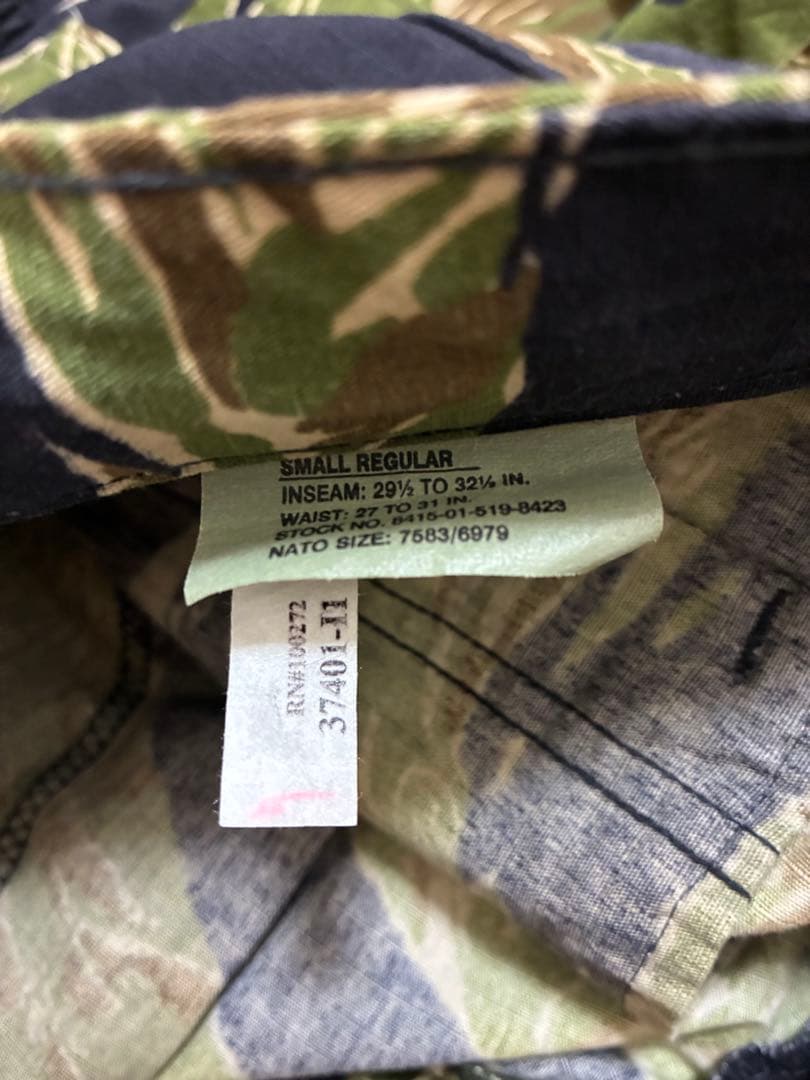 SMALL REGULAR
INSEAM: 29½ TO 32½ IN.
WAIST: 27 TO 31 IN.
STOCK NO. 8415-01-519-8423
NATO SIZE: 7583/6979
RN#100272
37401-11